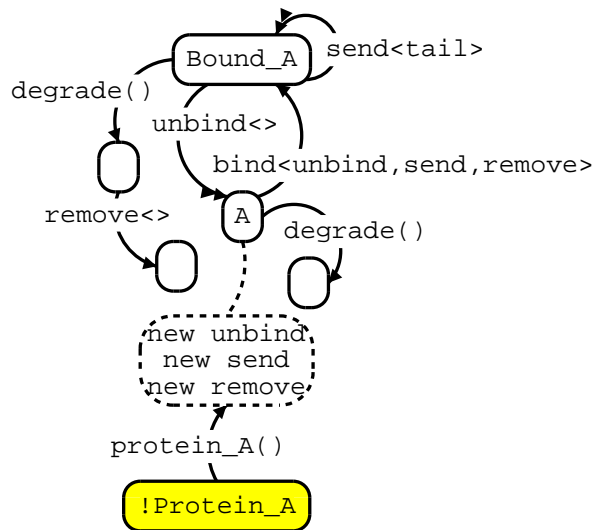 Bound_A
send<tail>
degrade()
unbind<>
bind<unbind,send,remove>
remove<>
A
degrade()
new unbind
new send
new remove
protein_A()
!Protein_A